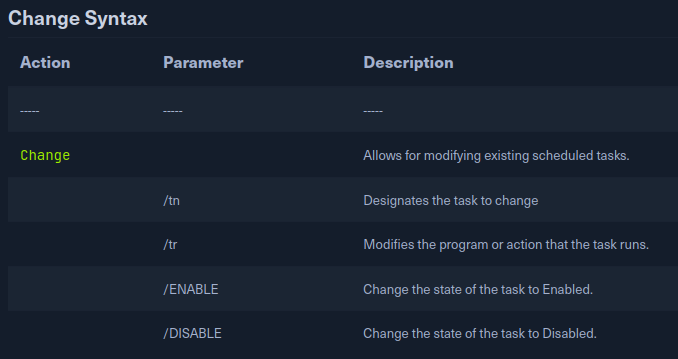 Change Syntax
Action Parameter Description
----- ----- -----
Change Allows for modifying existing scheduled tasks.
/tn Designates the task to change
/tr Modifies the program or action that the task runs.
/ENABLE Change the state of the task to Enabled.
/DISABLE Change the state of the task to Disabled.